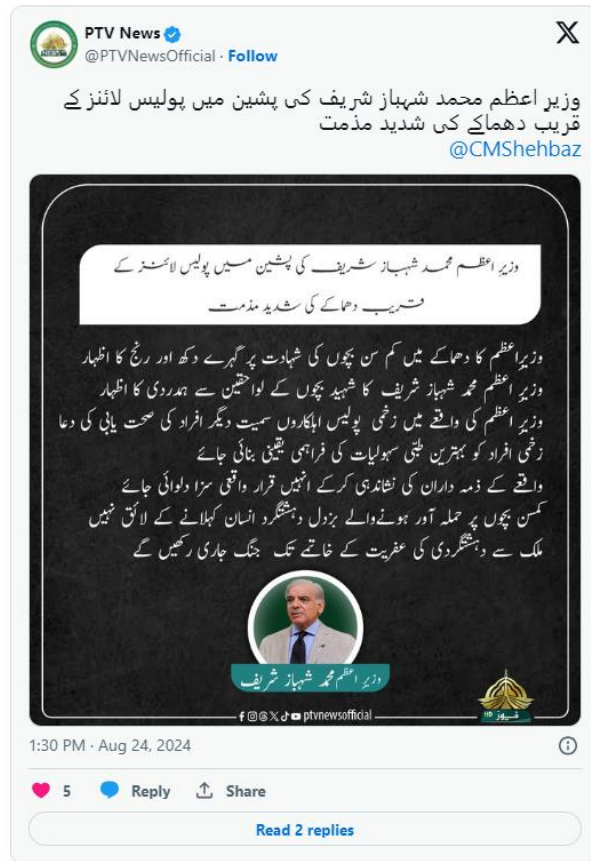 PTV News
@PTVNewsOfficial · Follow
وزیرِ اعظم محمد شہباز شریف کی پشین میں پولیس لائنز کے
قریب دھماکے کی شدید مذمت
@CMShehbaz
وزیرِ اعظم محمد شہباز شریف کی پشین میں پولیس لائنز کے
قریب دھماکے کی شدید مذمت
وزیراعظم کا دھماکے میں کم سن بچوں کی شہادت پر گہرے دکھ اور رنج کا اظہار
وزیرِ اعظم محمد شہباز شریف کا شہید بچوں کے لواحقین سے ہمدردی کا اظہار
وزیرِ اعظم کی واقعے میں زخمی پولیس اہلکاروں سمیت دیگر افراد کی صحت یابی کی دعا
زخمی افراد کو بہترین طبّی سہولیات کی فراہمی یقینی بنائی جائے
واقعے کے ذمہ داران کی نشاندہی کرکے انہیں قرار واقعی سزا دلوائی جائے
کمسن بچوں پر حملہ آور ہونےوالے بزدل دہشتگرد انسان کہلانے کے لائق نہیں
ملک سے دہشتگردی کی عفریت کے خاتمے تک جنگ جاری رکھیں گے
وزیرِ اعظم محمد شہباز شریف
ptvnewsofficial
نیوز HD
1:30 PM · Aug 24, 2024
5 Reply Share
Read 2 replies